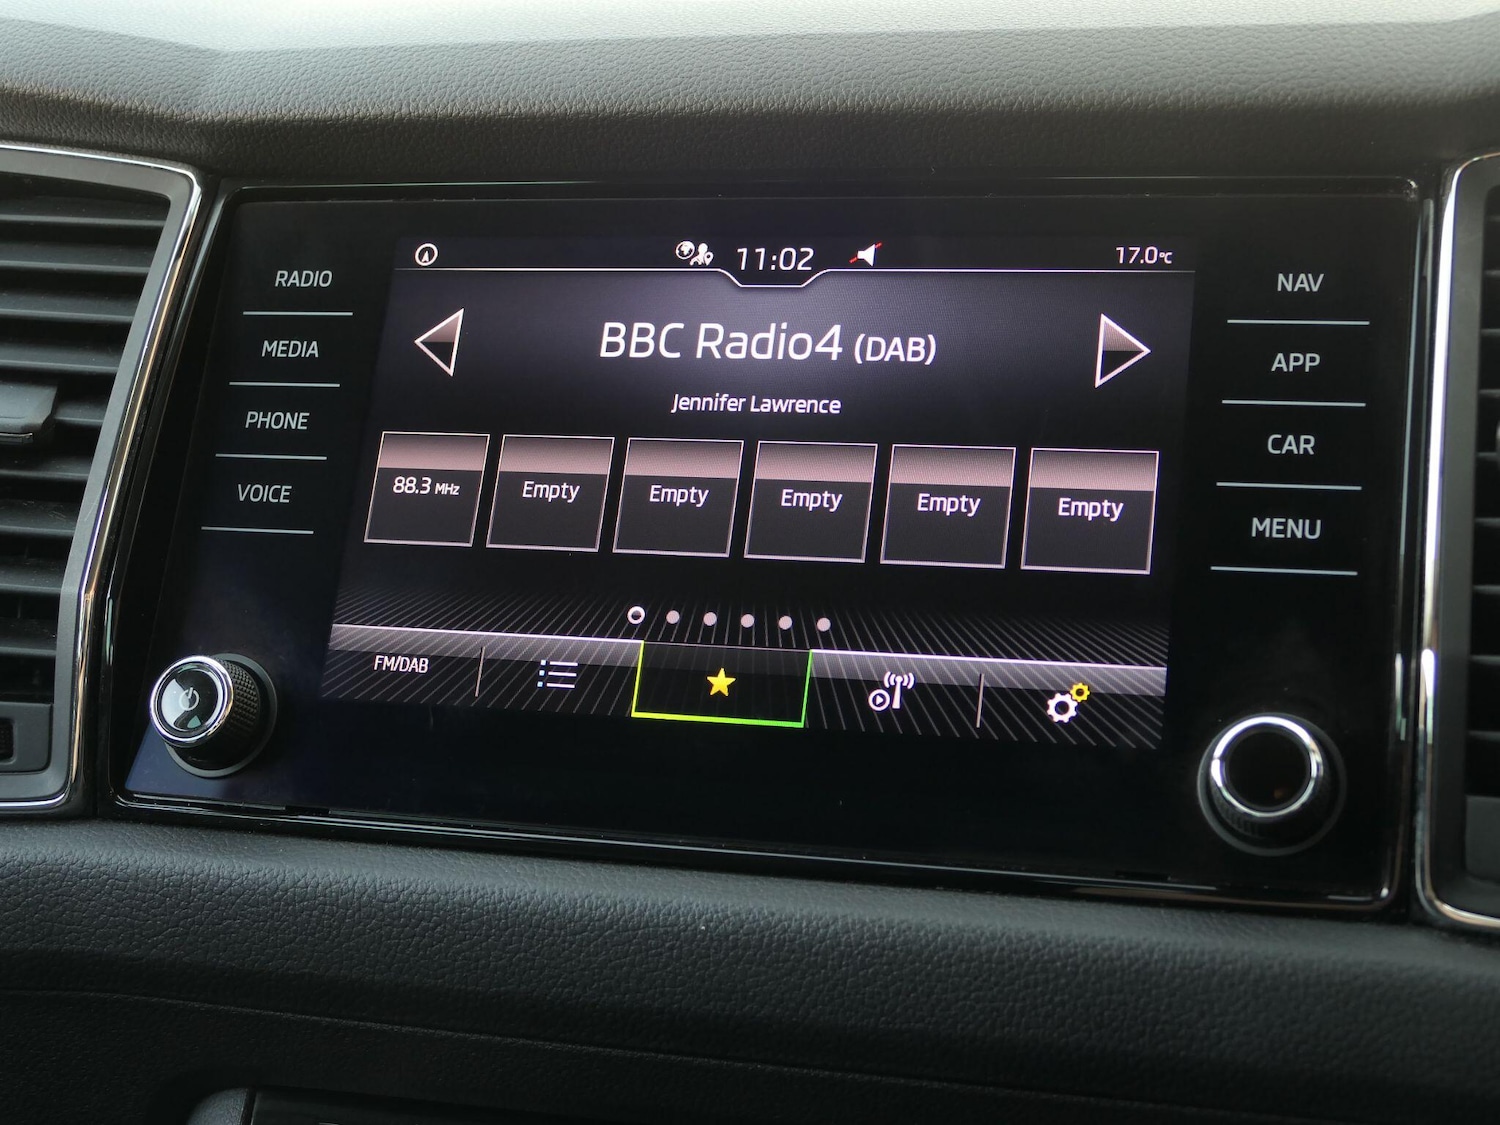 RADIO
MEDIA
PHONE
VOICE
11:02
17.0°C
BBC Radio4 (DAB)
Jennifer Lawrence
88.3 MHz
Empty
Empty
Empty
Empty
Empty
FM/DAB
NAV
APP
CAR
MENU